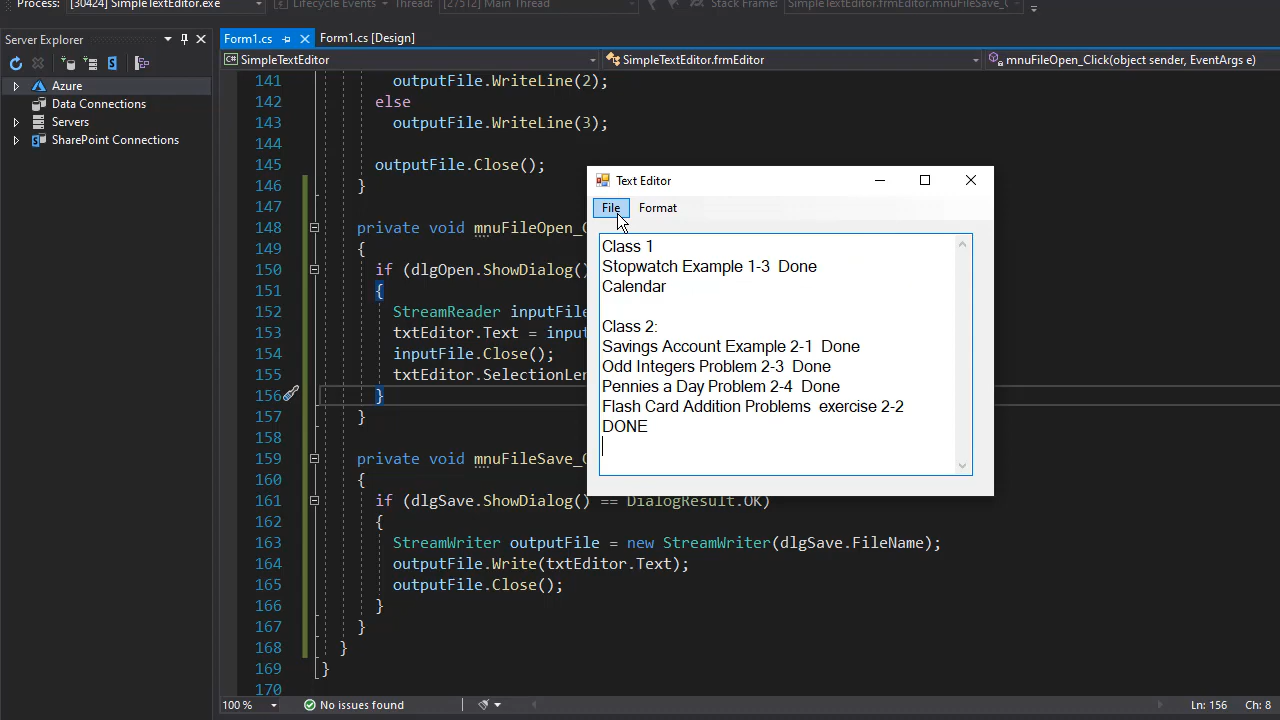 Process: [30424] SimpleTextEditor.exe Lifecycle Events Thread: [27512] Main Thread Stack Frame: SimpleTextEditor.frmEditor.mnuFileSave_C
Server Explorer
Form1.cs
Form1.cs [Design]
SimpleTextEditor
SimpleTextEditor.frmEditor
mnuFileOpen_Click(object sender, EventArgs e)
Azure
Data Connections
Servers
SharePoint Connections
141 outputFile.WriteLine(2);
142 else
143 outputFile.WriteLine(3);
144
145 outputFile.Close();
146 }
147
148 private void mnuFileOpen_
149 {
150 if (dlgOpen.ShowDialog()
151 {
152 StreamReader inputFile
153 txtEditor.Text = inpu
154 inputFile.Close();
155 txtEditor.SelectionLe
156 }
157 }
158
159 private void mnuFileSave_
160 {
161 if (dlgSave.ShowDialog() == DialogResult.OK)
162 {
163 StreamWriter outputFile = new StreamWriter(dlgSave.FileName);
164 outputFile.Write(txtEditor.Text);
165 outputFile.Close();
166 }
167 }
168 }
169 }
170
Text Editor
File Format
Class 1
Stopwatch Example 1-3 Done
Calendar
Class 2:
Savings Account Example 2-1 Done
Odd Integers Problem 2-3 Done
Pennies a Day Problem 2-4 Done
Flash Card Addition Problems exercise 2-2
DONE
100 %
No issues found
Ln: 156 Ch: 8